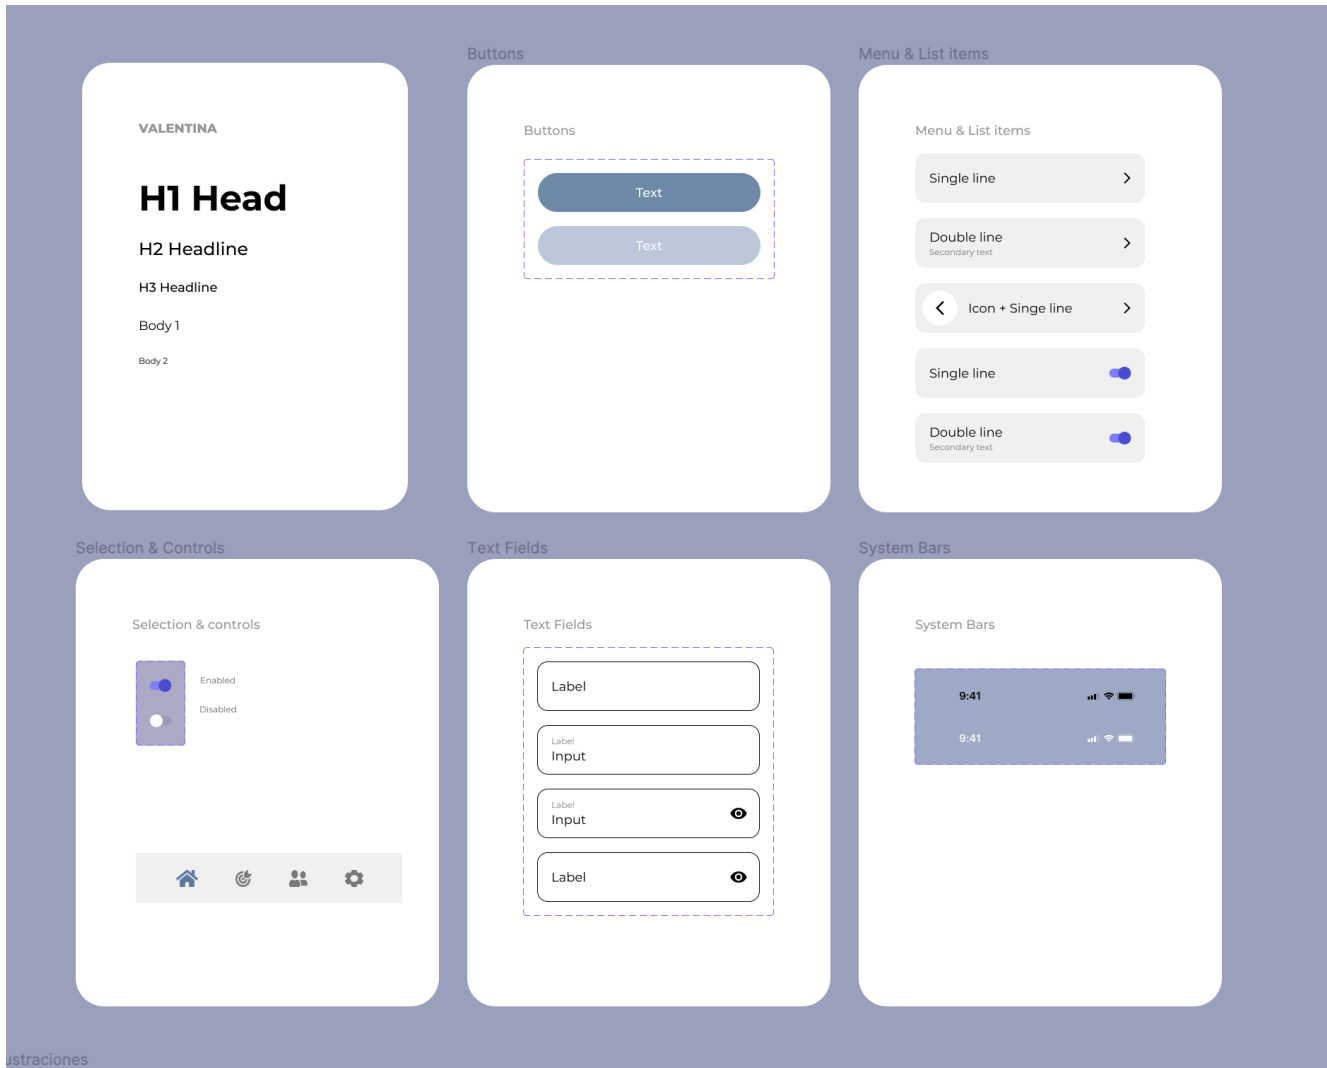 VALENTINA
H1 Head
H2 Headline
H3 Headline
Body 1
Body 2
Buttons
Buttons
Text
Text
Menu & List items
Menu & List items
Single line
Double line
Secondary text
Icon + Singe line
Single line
Double line
Secondary text
Selection & Controls
Selection & controls
Enabled
Disabled
Text Fields
Text Fields
Label
Label
Input
Label
Input
Label
System Bars
System Bars
9:41
9:41
ustraciones